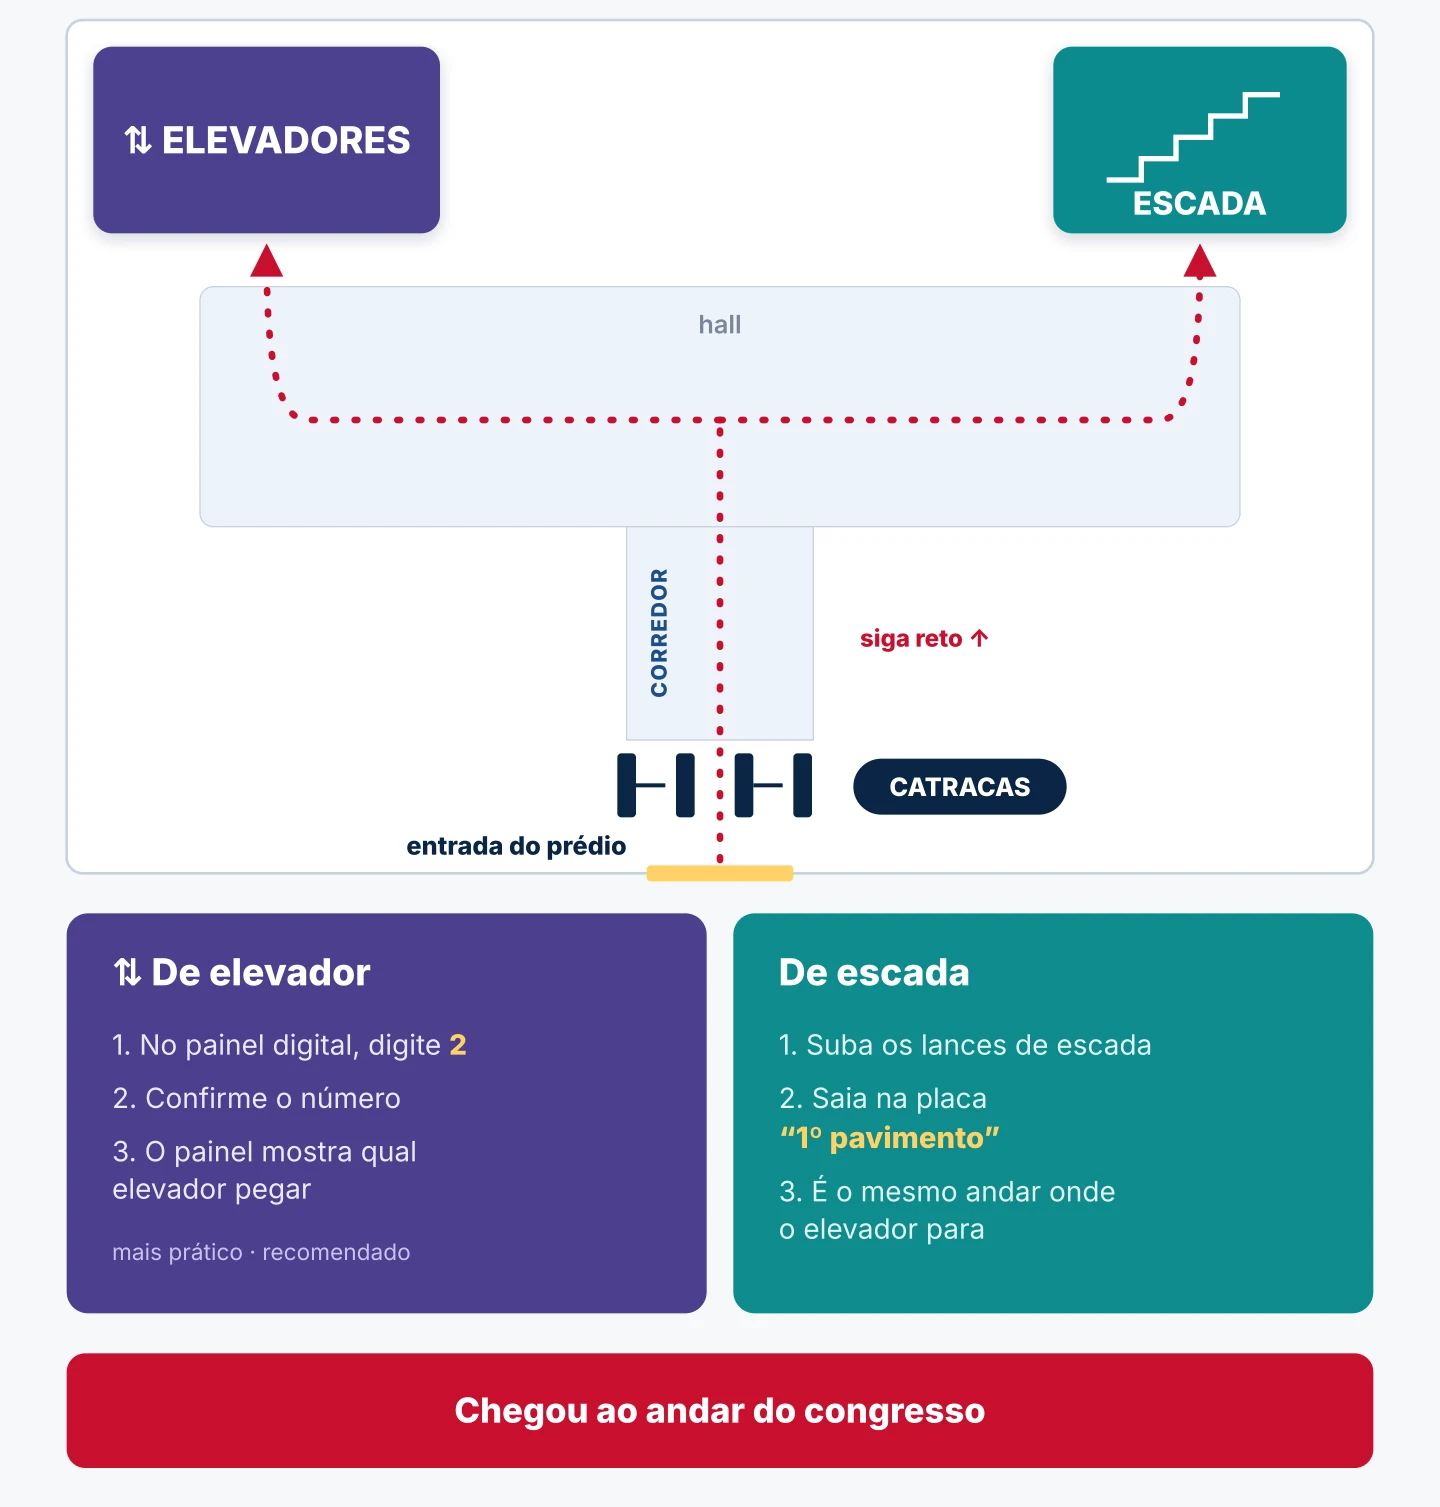 ⇅ ELEVADORES
ESCADA
hall
CORREDOR
siga reto ↑
CATRACAS
entrada do prédio
⇅ De elevador
1. No painel digital, digite 2
2. Confirme o número
3. O painel mostra qual
elevador pegar
mais prático · recomendado
De escada
1. Suba os lances de escada
2. Saia na placa
“1º pavimento”
3. É o mesmo andar onde
o elevador para
Chegou ao andar do congresso